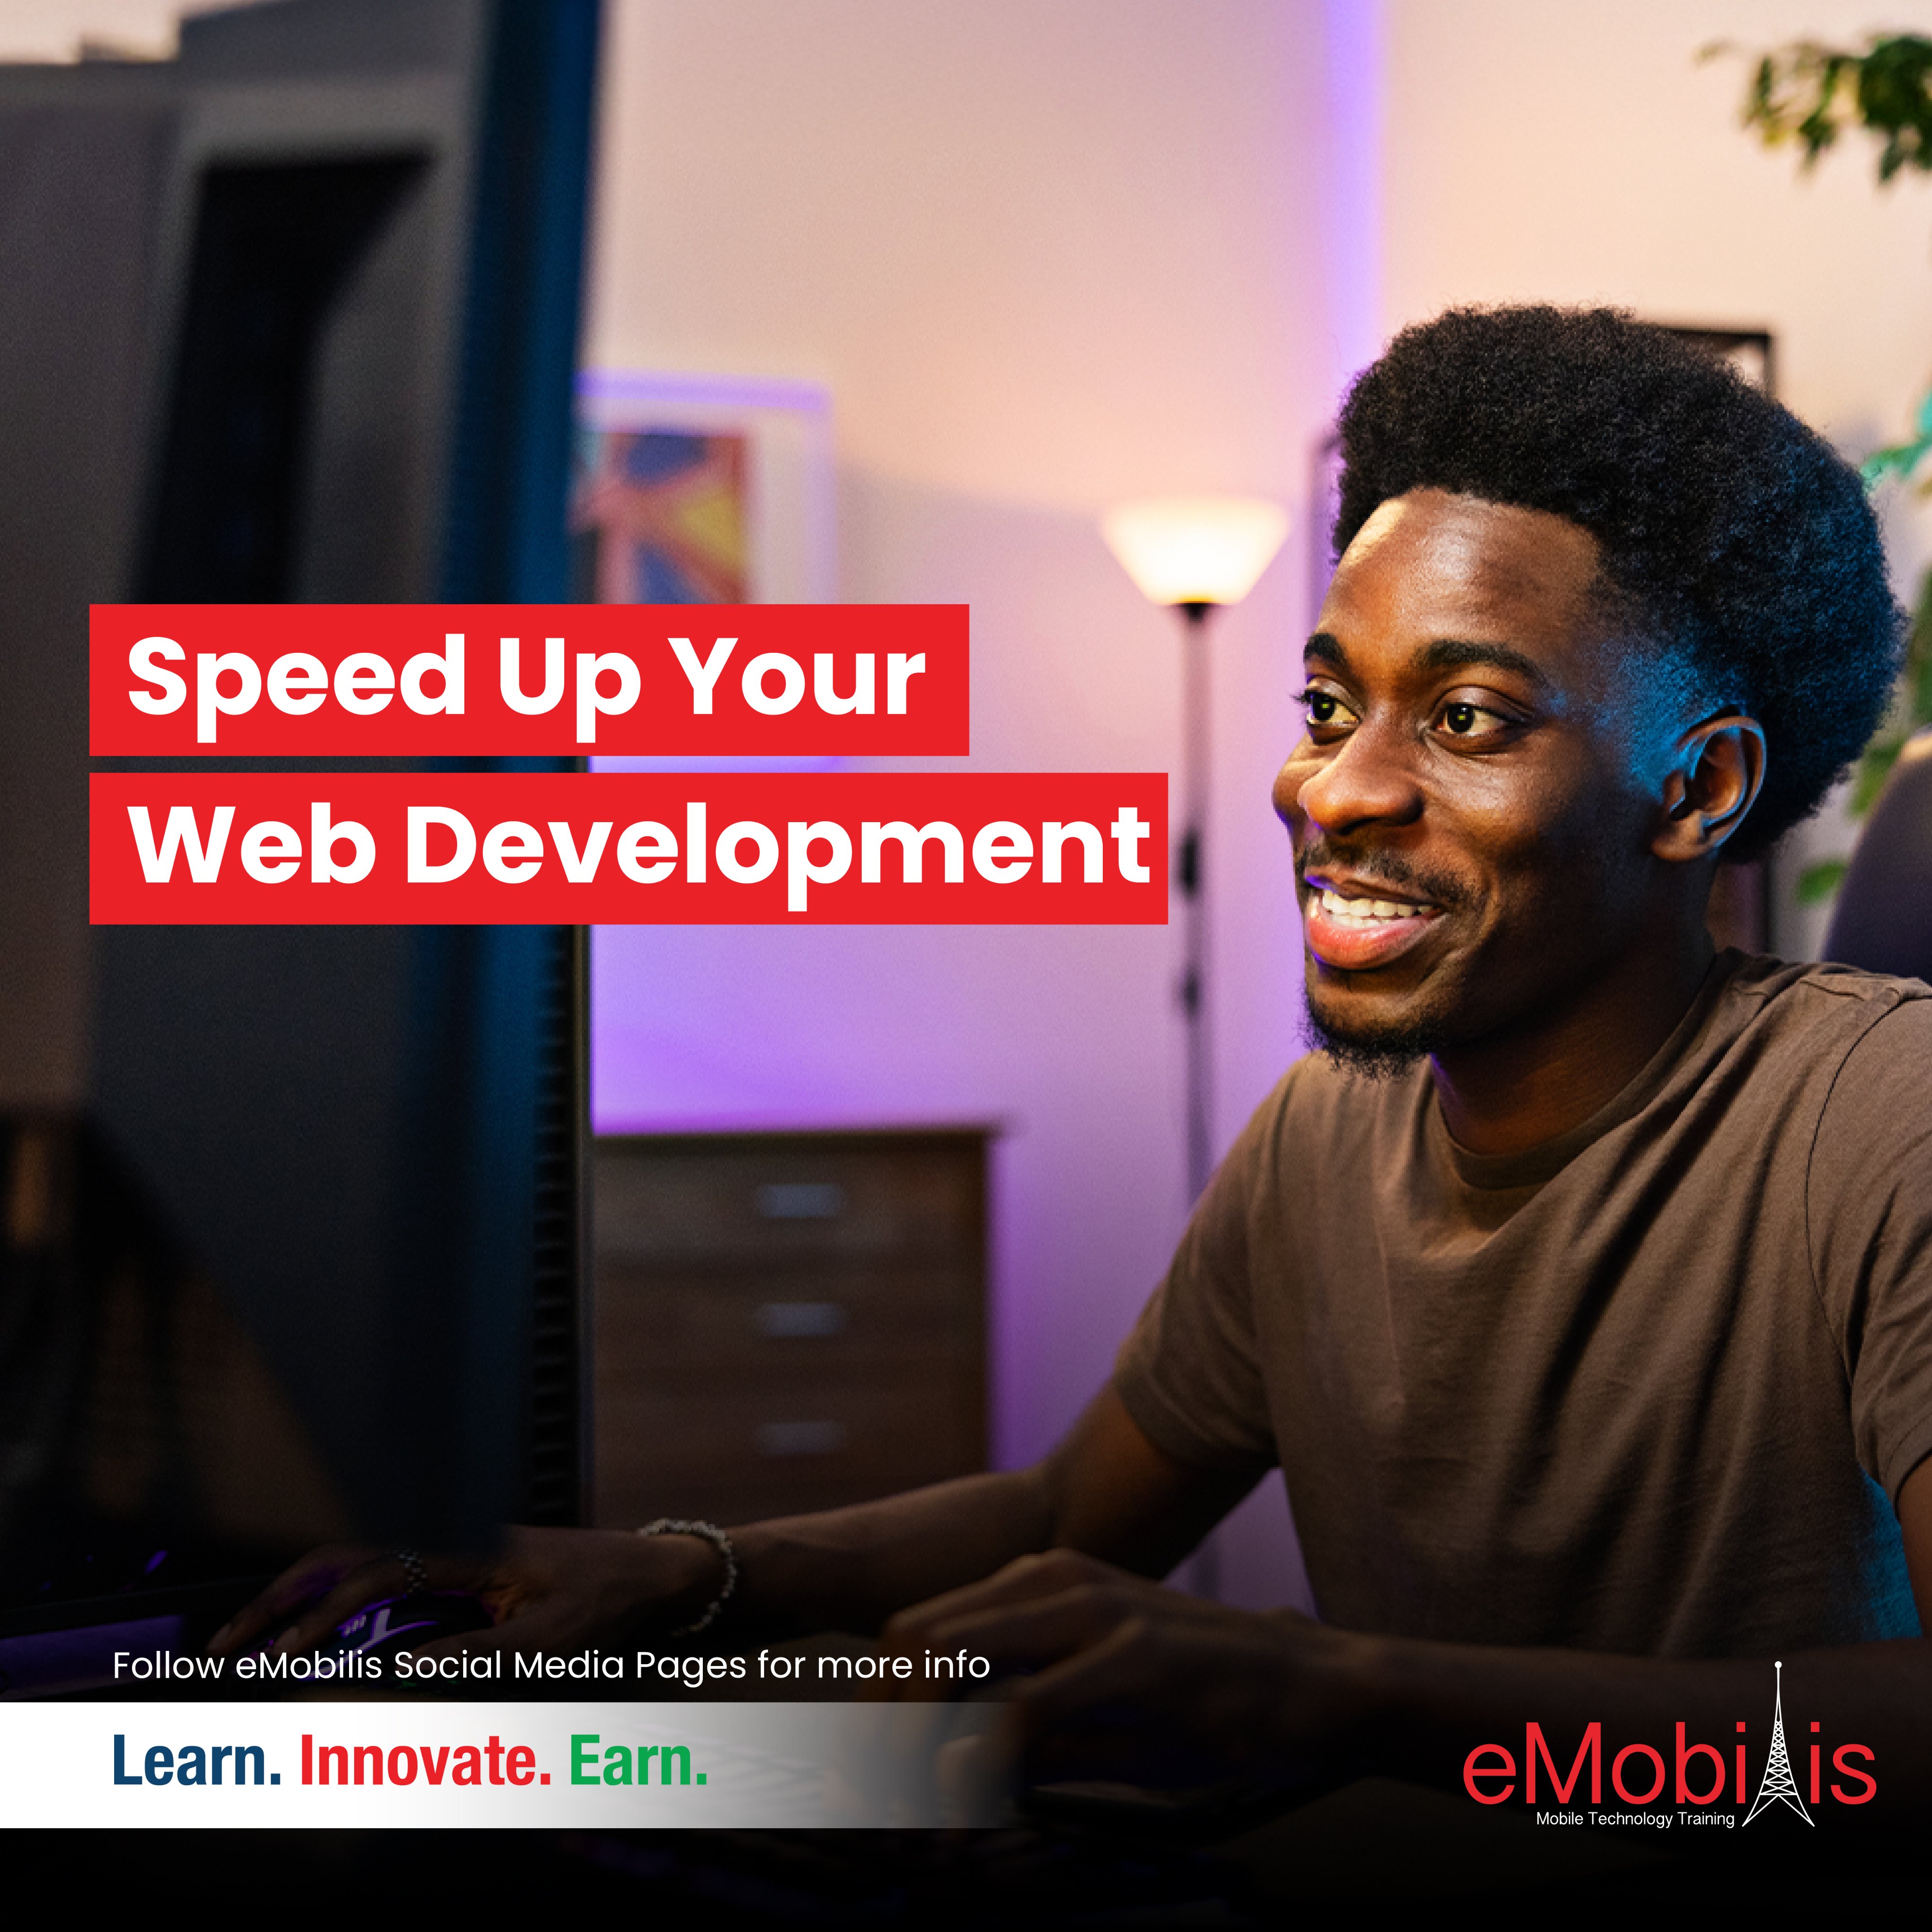 Speed Up Your
Web Development
Follow eMobilis Social Media Pages for more info
Learn. Innovate. Earn.
eMobilis
Mobile Technology Training